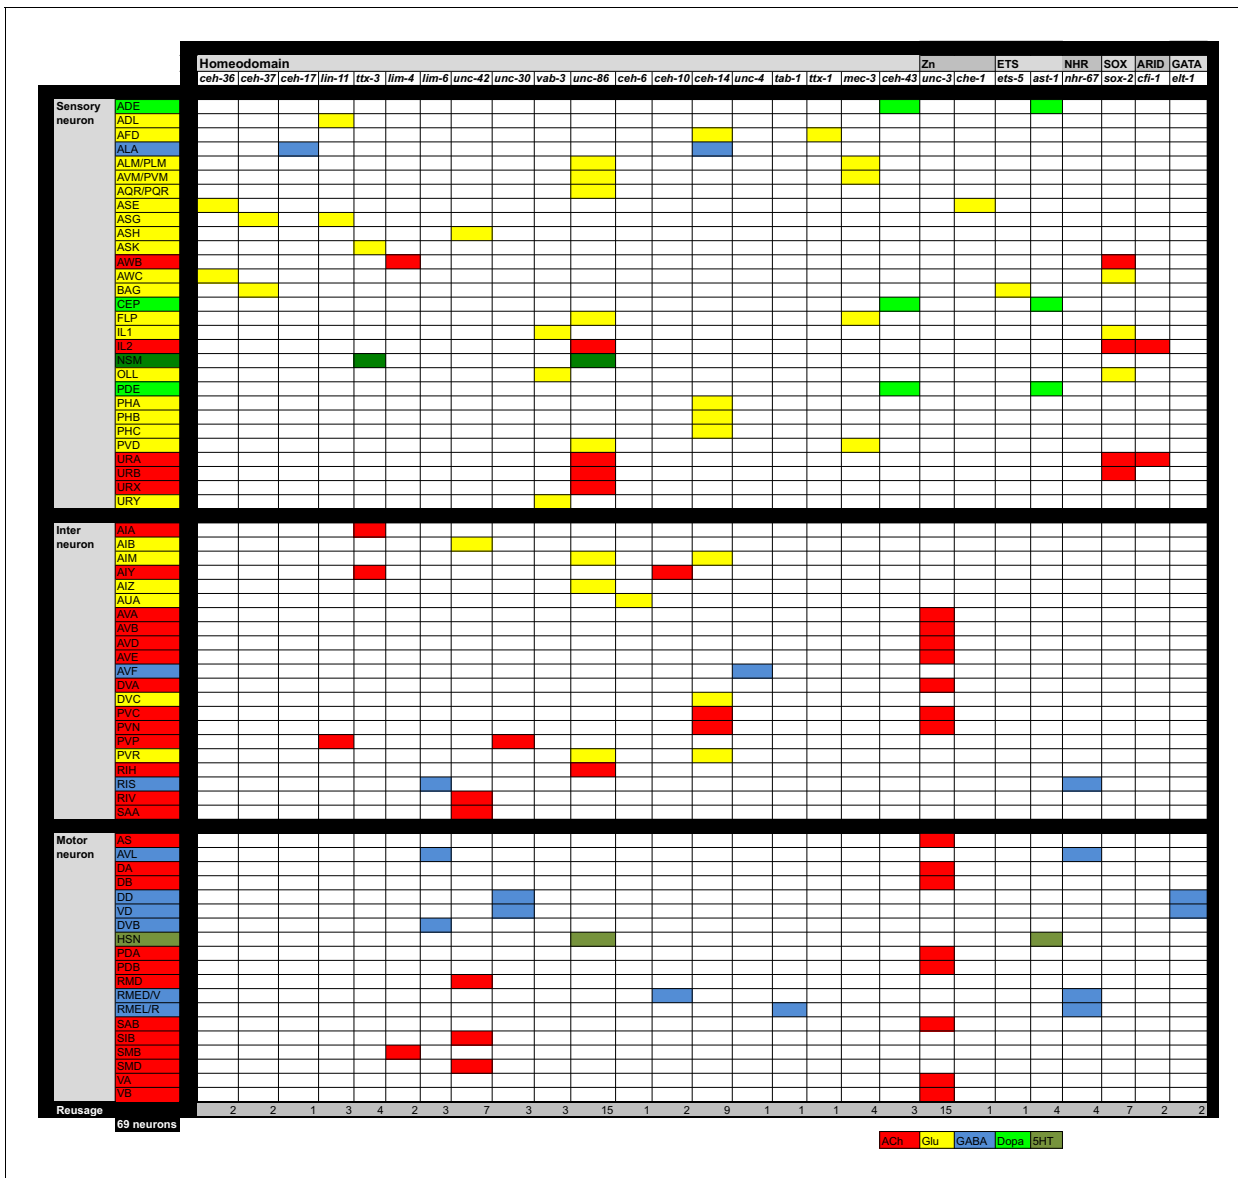 Homeodomain Zn ETS NHR SOX ARID GATA
ceh-36 ceh-37 ceh-17 lin-11 ttx-3 lim-4 lim-6 unc-42 unc-30 vab-3 unc-86 ceh-6 ceh-10 ceh-14 unc-4 tab-1 ttx-1 mec-3 ceh-43 unc-3 che-1 ets-5 ast-1 nhr-67 sox-2 cfi-1 elt-1
Sensory ADE
neuron ADL
AFD
ALA
ALM/PLM
AVM/PVM
AQR/PQR
ASE
ASG
ASH
ASK
AWB
AWC
BAG
CEP
FLP
IL1
IL2
NSM
OLL
PDE
PHA
PHB
PHC
PVD
URA
URB
URX
URY
Inter AIA
neuron AIB
AIM
AIY
AIZ
AUA
AVA
AVB
AVD
AVE
AVF
DVA
DVC
PVC
PVN
PVP
PVR
RIH
RIS
RIV
SAA
Motor AS
neuron AVL
DA
DB
DD
VD
DVB
HSN
PDA
PDB
RMD
RMED/V
RMEL/R
SAB
SIB
SMB
SMD
VA
VB
Reusage 2 2 1 3 4 2 3 7 3 3 15 1 2 9 1 1 1 4 3 15 1 1 4 4 7 2 2
69 neurons
ACh Glu GABA Dopa 5HT